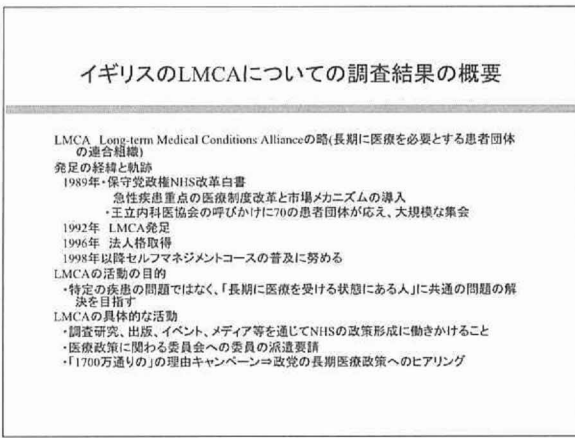 イギリスのLMCAについての調査結果の概要
LMCA Long-term Medical Conditions Allianceの略(長期に医療を必要とする患者団体
の連合組織)
発足の経緯と軌跡
1989年・保守党政権NHS改革白書
急性疾患重点の医療制度改革と市場メカニズムの導入
・王立内科医協会の呼びかけに70の患者団体が応え、大規模な集会
1992年 LMCA発足
1996年 法人格取得
1998年以降セルフマネジメントコースの普及に努める
LMCAの活動の目的
・特定の疾患の問題ではなく、「長期に医療を受ける状態にある人」に共通の問題の解
決を目指す
LMCAの具体的な活動
・調査研究、出版、イベント、メディア等を通じてNHSの政策形成に働きかけること
・医療政策に関わる委員会への委員の派遣要請
・「1700万通りの」の理由キャンペーン⇒政党の長期医療政策へのヒアリング